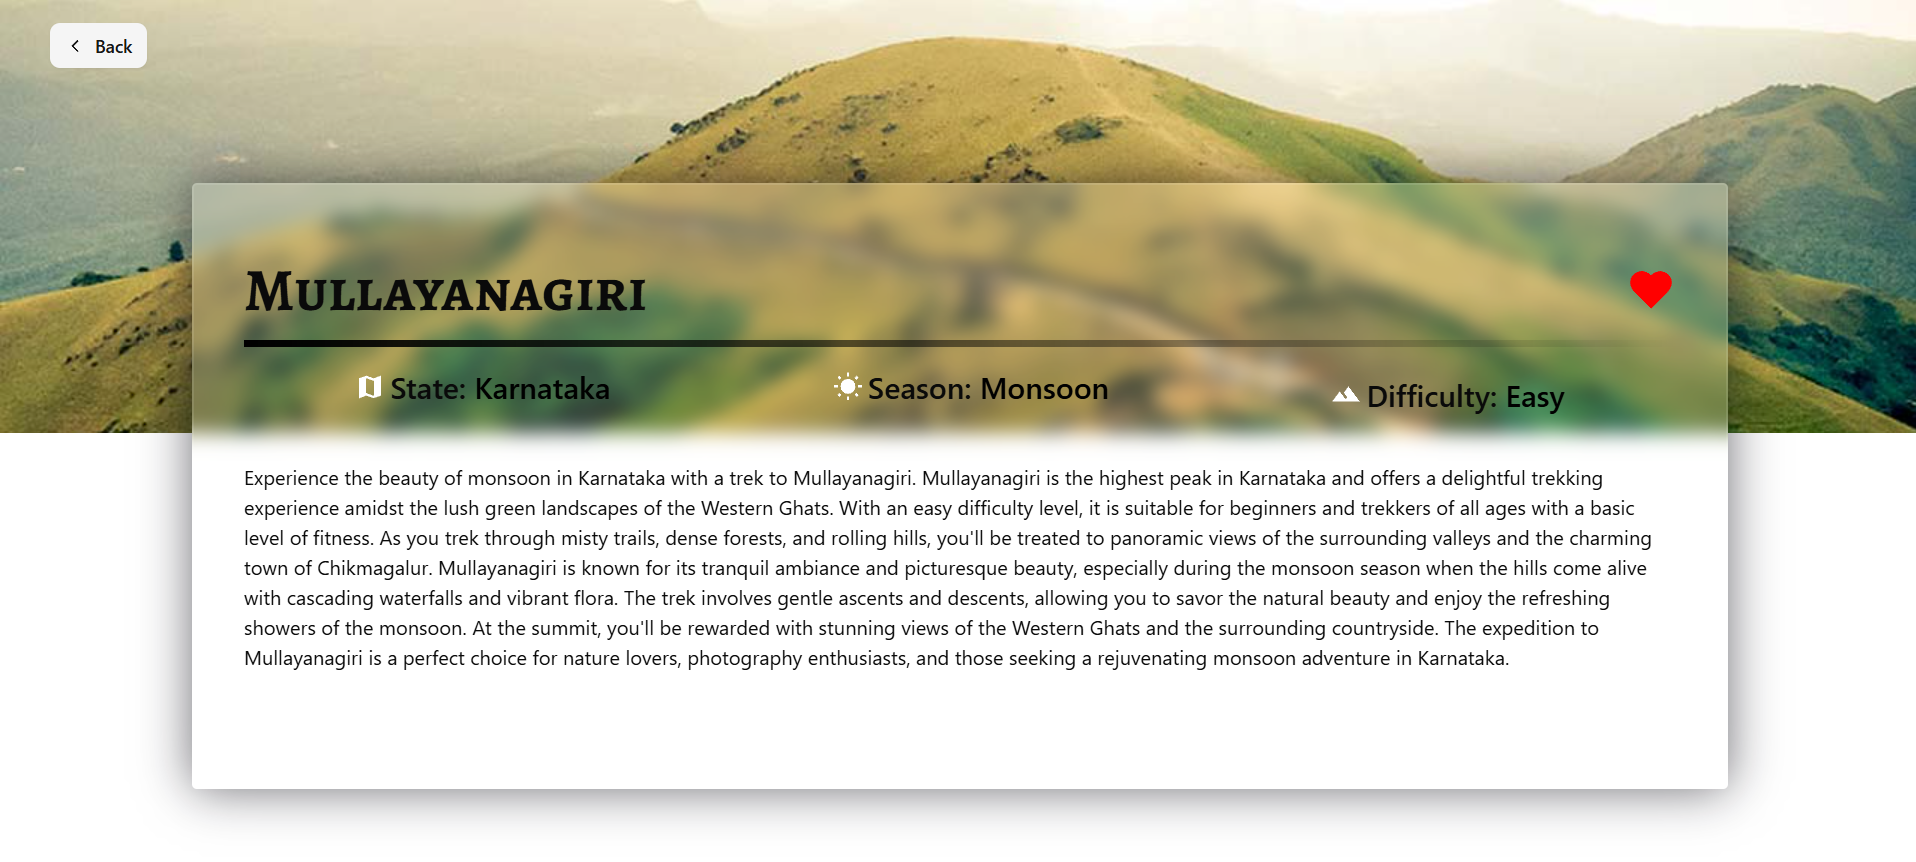 Back
Mullayanagiri
State: Karnataka
Season: Monsoon
Difficulty: Easy
Experience the beauty of monsoon in Karnataka with a trek to Mullayanagiri. Mullayanagiri is the highest peak in Karnataka and offers a delightful trekking
experience amidst the lush green landscapes of the Western Ghats. With an easy difficulty level, it is suitable for beginners and trekkers of all ages with a basic
level of fitness. As you trek through misty trails, dense forests, and rolling hills, you'll be treated to panoramic views of the surrounding valleys and the charming
town of Chikmagalur. Mullayanagiri is known for its tranquil ambiance and picturesque beauty, especially during the monsoon season when the hills come alive
with cascading waterfalls and vibrant flora. The trek involves gentle ascents and descents, allowing you to savor the natural beauty and enjoy the refreshing
showers of the monsoon. At the summit, you'll be rewarded with stunning views of the Western Ghats and the surrounding countryside. The expedition to
Mullayanagiri is a perfect choice for nature lovers, photography enthusiasts, and those seeking a rejuvenating monsoon adventure in Karnataka.